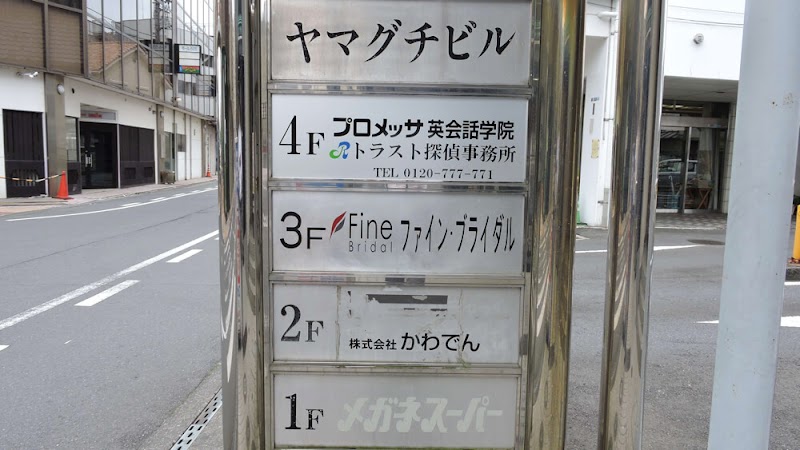 ヤマグチビル
4F プロメッサ 英会話学院
トラスト探偵事務所
TEL 0120-777-771
3F Fine Bridal ファイン・ブライダル
2F 株式会社 かわでん
1F メガネスーパー